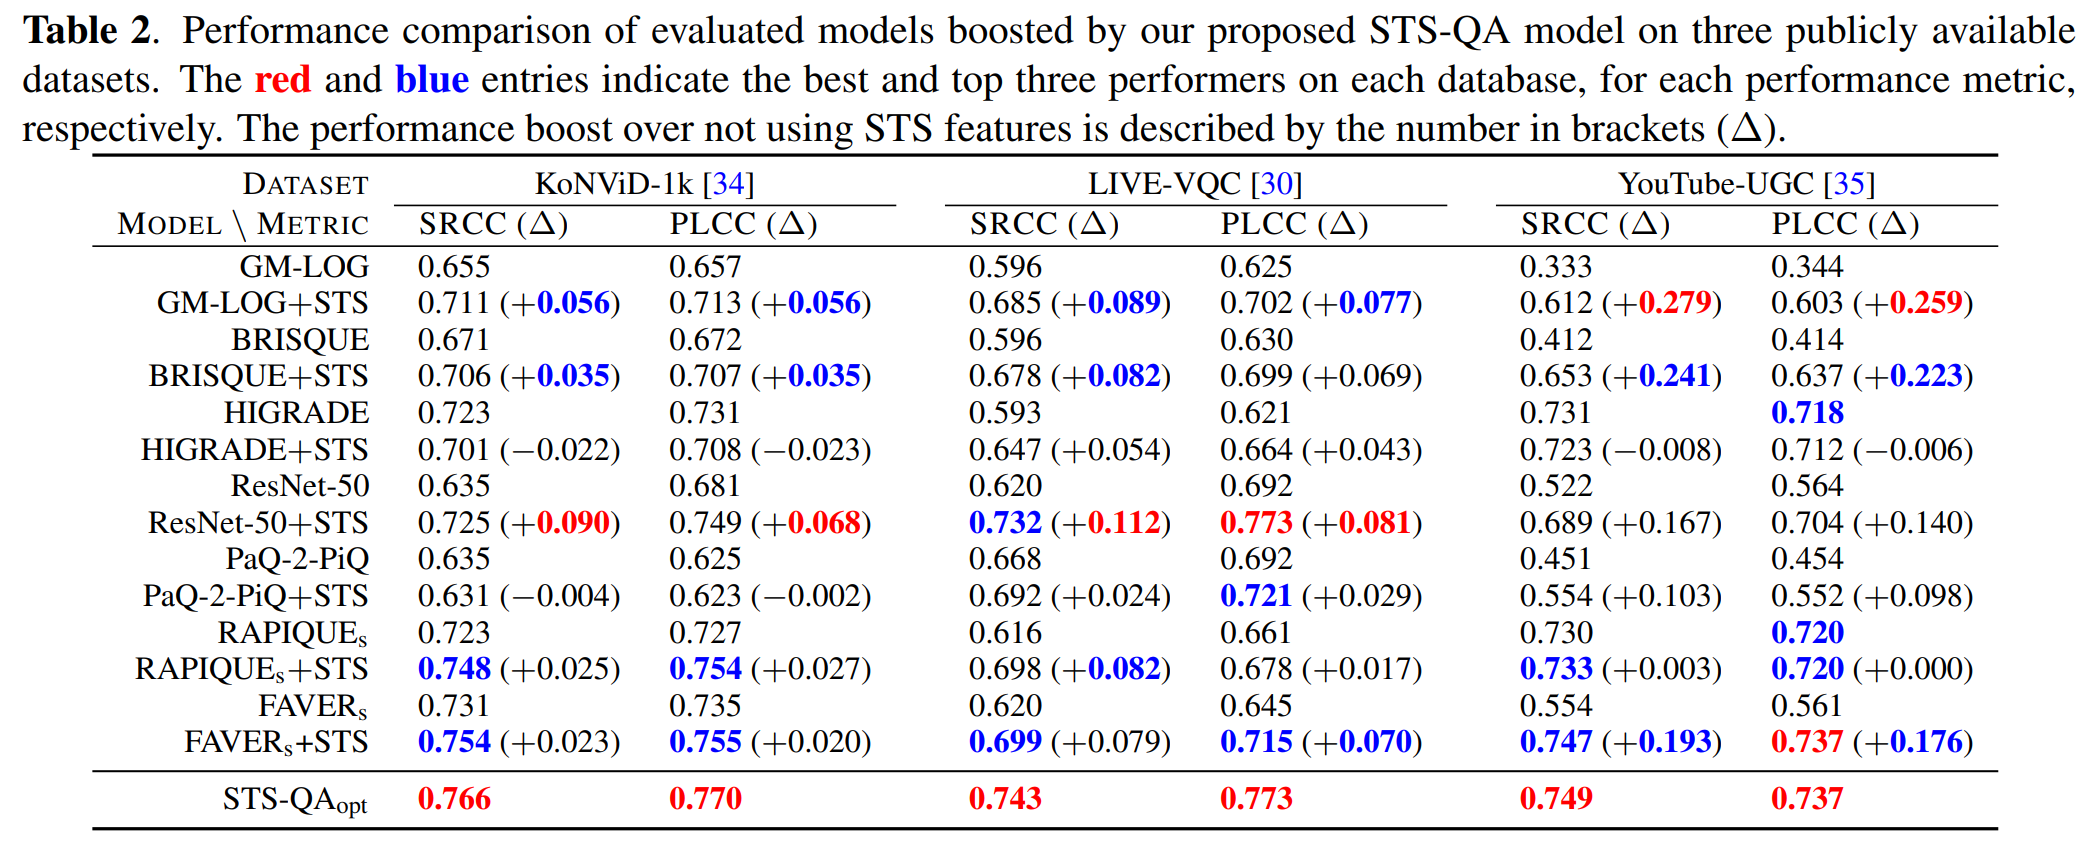 Table 2. Performance comparison of evaluated models boosted by our proposed STS-QA model on three publicly available
datasets. The red and blue entries indicate the best and top three performers on each database, for each performance metric,
respectively. The performance boost over not using STS features is described by the number in brackets (Δ).
DATASET KoNViD-1k [34] LIVE-VQC [30] YouTube-UGC [35]
MODEL \ METRIC SRCC (Δ) PLCC (Δ) SRCC (Δ) PLCC (Δ) SRCC (Δ) PLCC (Δ)
GM-LOG 0.655 0.657 0.596 0.625 0.333 0.344
GM-LOG+STS 0.711 (+0.056) 0.713 (+0.056) 0.685 (+0.089) 0.702 (+0.077) 0.612 (+0.279) 0.603 (+0.259)
BRISQUE 0.671 0.672 0.596 0.630 0.412 0.414
BRISQUE+STS 0.706 (+0.035) 0.707 (+0.035) 0.678 (+0.082) 0.699 (+0.069) 0.653 (+0.241) 0.637 (+0.223)
HIGRADE 0.723 0.731 0.593 0.621 0.731 0.718
HIGRADE+STS 0.701 (−0.022) 0.708 (−0.023) 0.647 (+0.054) 0.664 (+0.043) 0.723 (−0.008) 0.712 (−0.006)
ResNet-50 0.635 0.681 0.620 0.692 0.522 0.564
ResNet-50+STS 0.725 (+0.090) 0.749 (+0.068) 0.732 (+0.112) 0.773 (+0.081) 0.689 (+0.167) 0.704 (+0.140)
PaQ-2-PiQ 0.635 0.625 0.668 0.692 0.451 0.454
PaQ-2-PiQ+STS 0.631 (−0.004) 0.623 (−0.002) 0.692 (+0.024) 0.721 (+0.029) 0.554 (+0.103) 0.552 (+0.098)
RAPIQUEs 0.723 0.727 0.616 0.661 0.730 0.720
RAPIQUEs+STS 0.748 (+0.025) 0.754 (+0.027) 0.698 (+0.082) 0.678 (+0.017) 0.733 (+0.003) 0.720 (+0.000)
FAVERs 0.731 0.735 0.620 0.645 0.554 0.561
FAVERs+STS 0.754 (+0.023) 0.755 (+0.020) 0.699 (+0.079) 0.715 (+0.070) 0.747 (+0.193) 0.737 (+0.176)
STS-QAopt 0.766 0.770 0.743 0.773 0.749 0.737